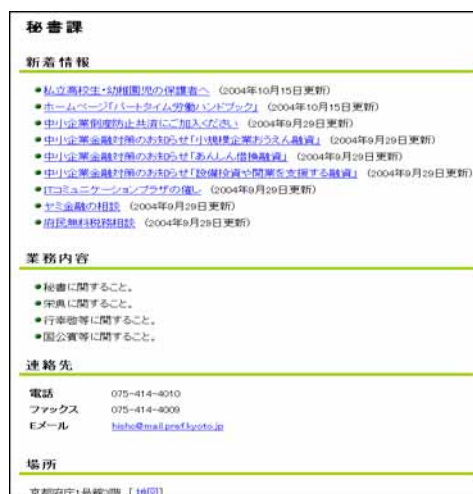 秘書課
新着情報
私立高校生・幼稚園児の保護者へ (2004年10月15日更新)
ホームページ「パートタイム労働ハンドブック」 (2004年10月15日更新)
中小企業倒産防止共済にご加入ください (2004年9月29日更新)
中小企業金融対策のお知らせ「小規模企業おうえん融資」 (2004年9月29日更新)
中小企業金融対策のお知らせ「あんしん借換融資」 (2004年9月29日更新)
中小企業金融対策のお知らせ「設備投資や開業を支援する融資」 (2004年9月29日更新)
ITコミュニケーションプラザの催し (2004年9月29日更新)
ヤミ金融の相談 (2004年9月29日更新)
府民無料税務相談 (2004年9月29日更新)
業務内容
秘書に関すること。
栄典に関すること。
行幸啓等に関すること。
国公賓等に関すること。
連絡先
電話 075-414-4010
ファックス 075-414-4009
Eメール hisho@mail.pref.kyoto.jp
場所
京都府庁1号館2階 [地図]